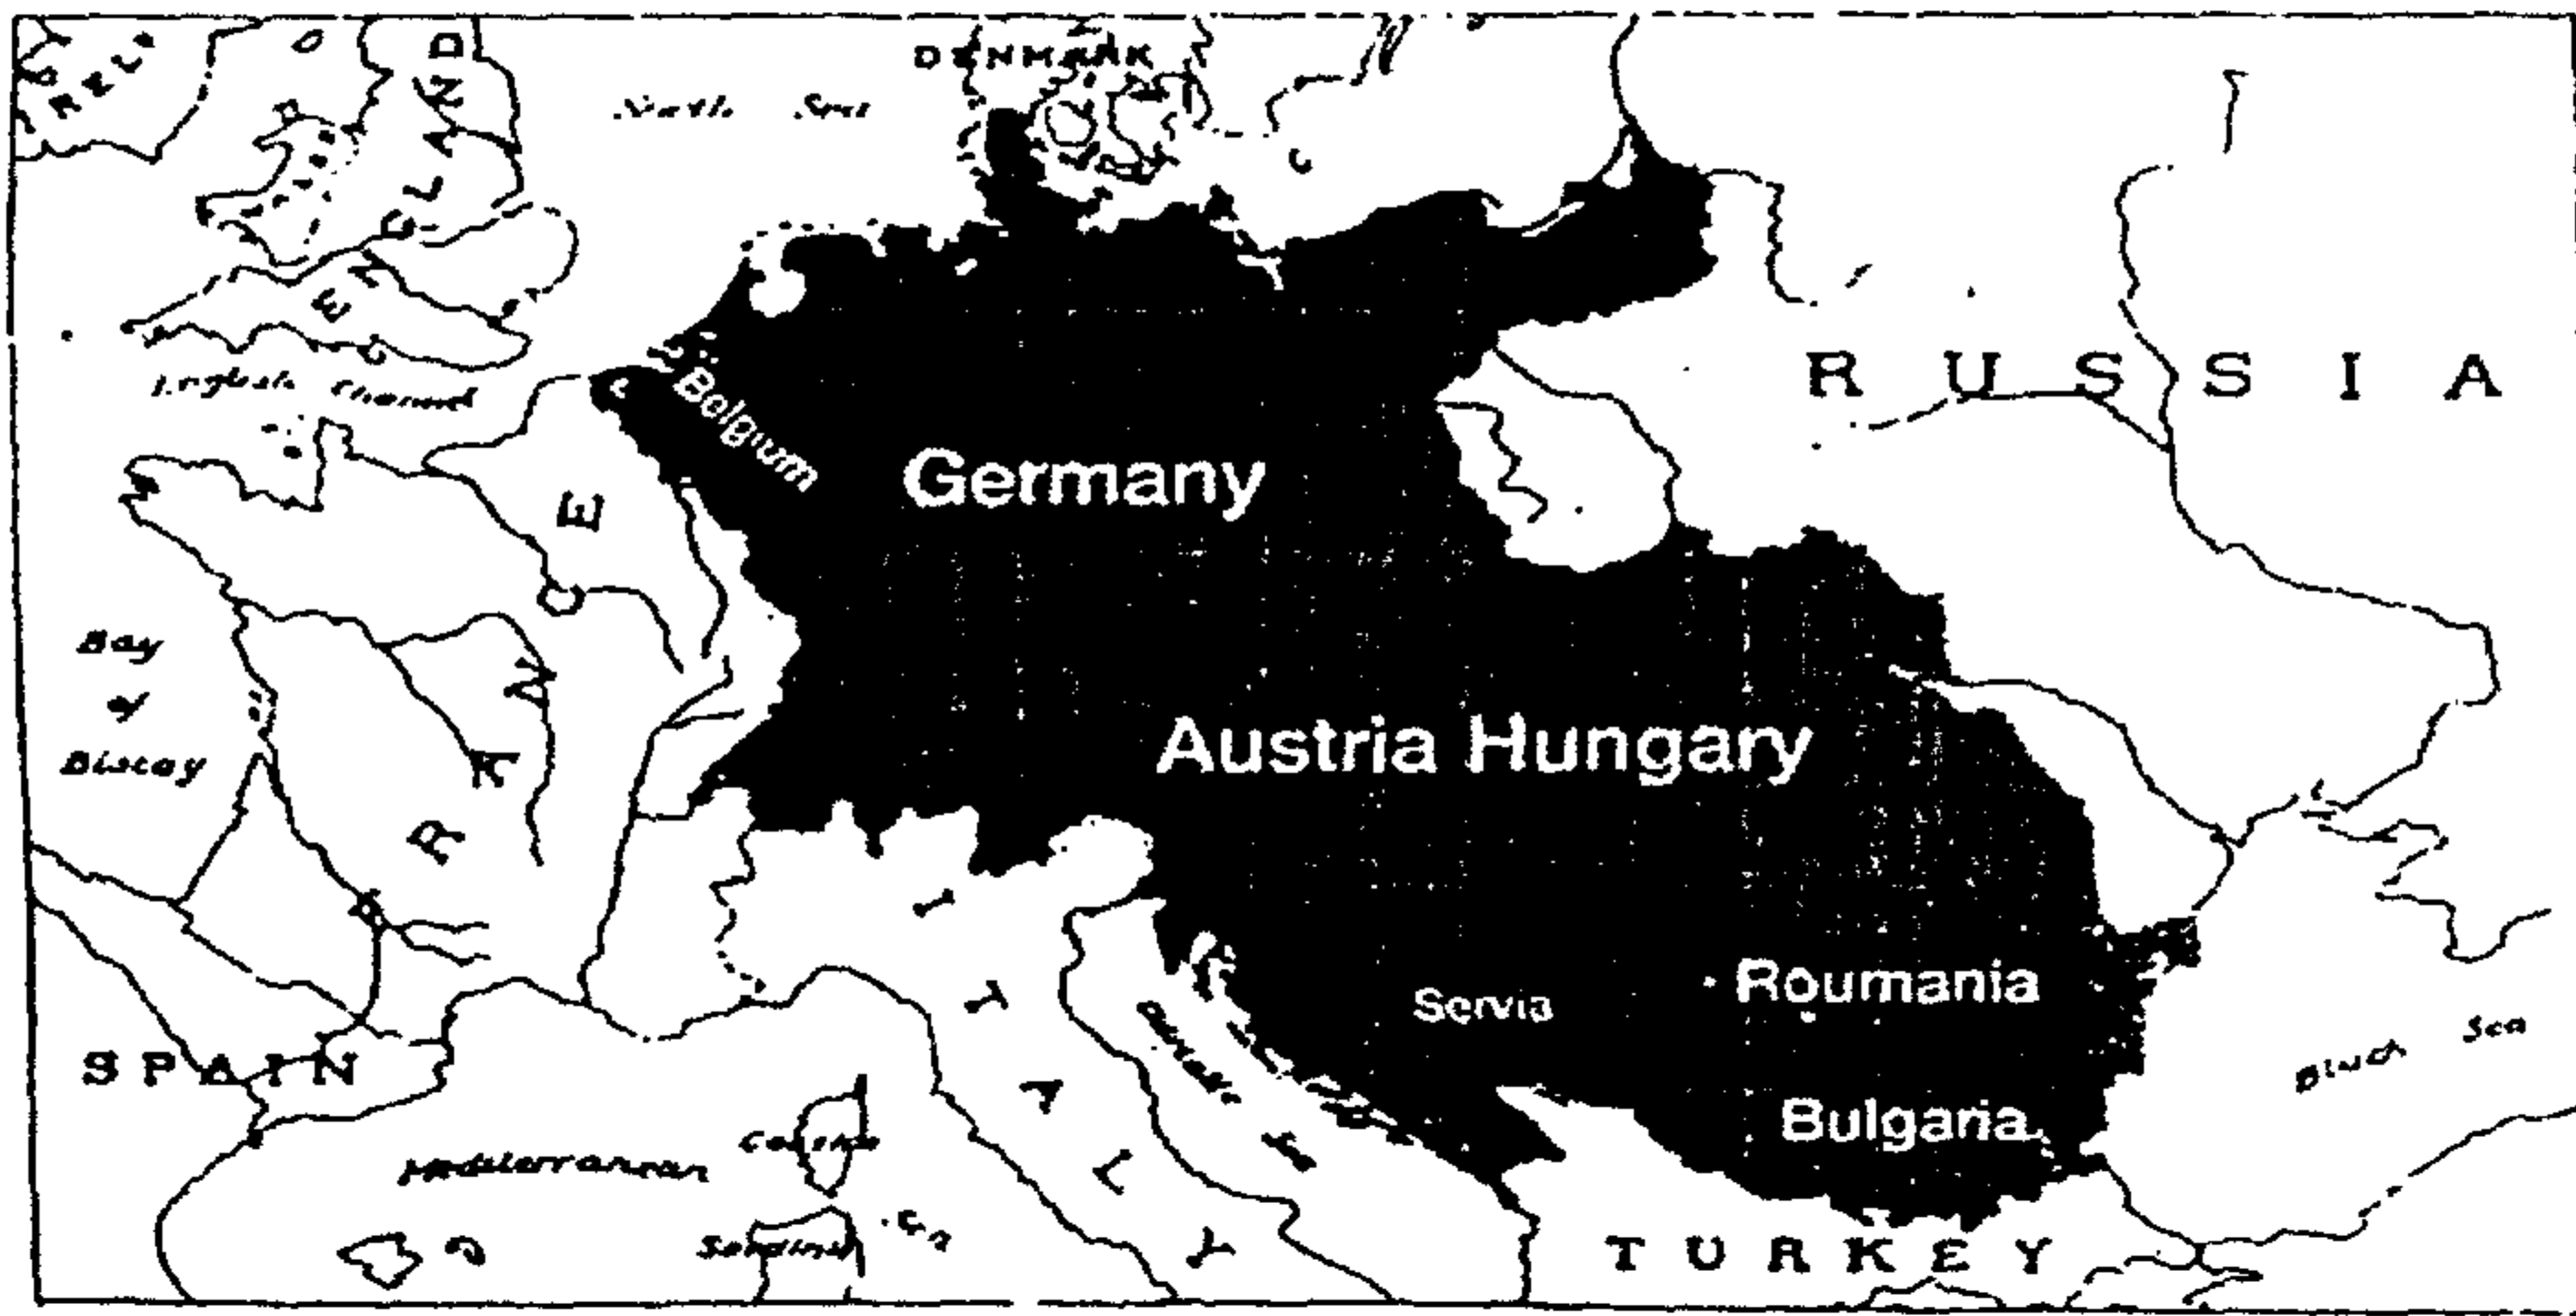 DENMARK
North Sea
ENGLAND
English Channel
Belgium
RUSSIA
Germany
Bay
of
Biscay
Austria Hungary
ITALY
Servia
Roumania
Black Sea
SPAIN
Bulgaria
Mediterranean
Corsica
Sardinia
TURKEY